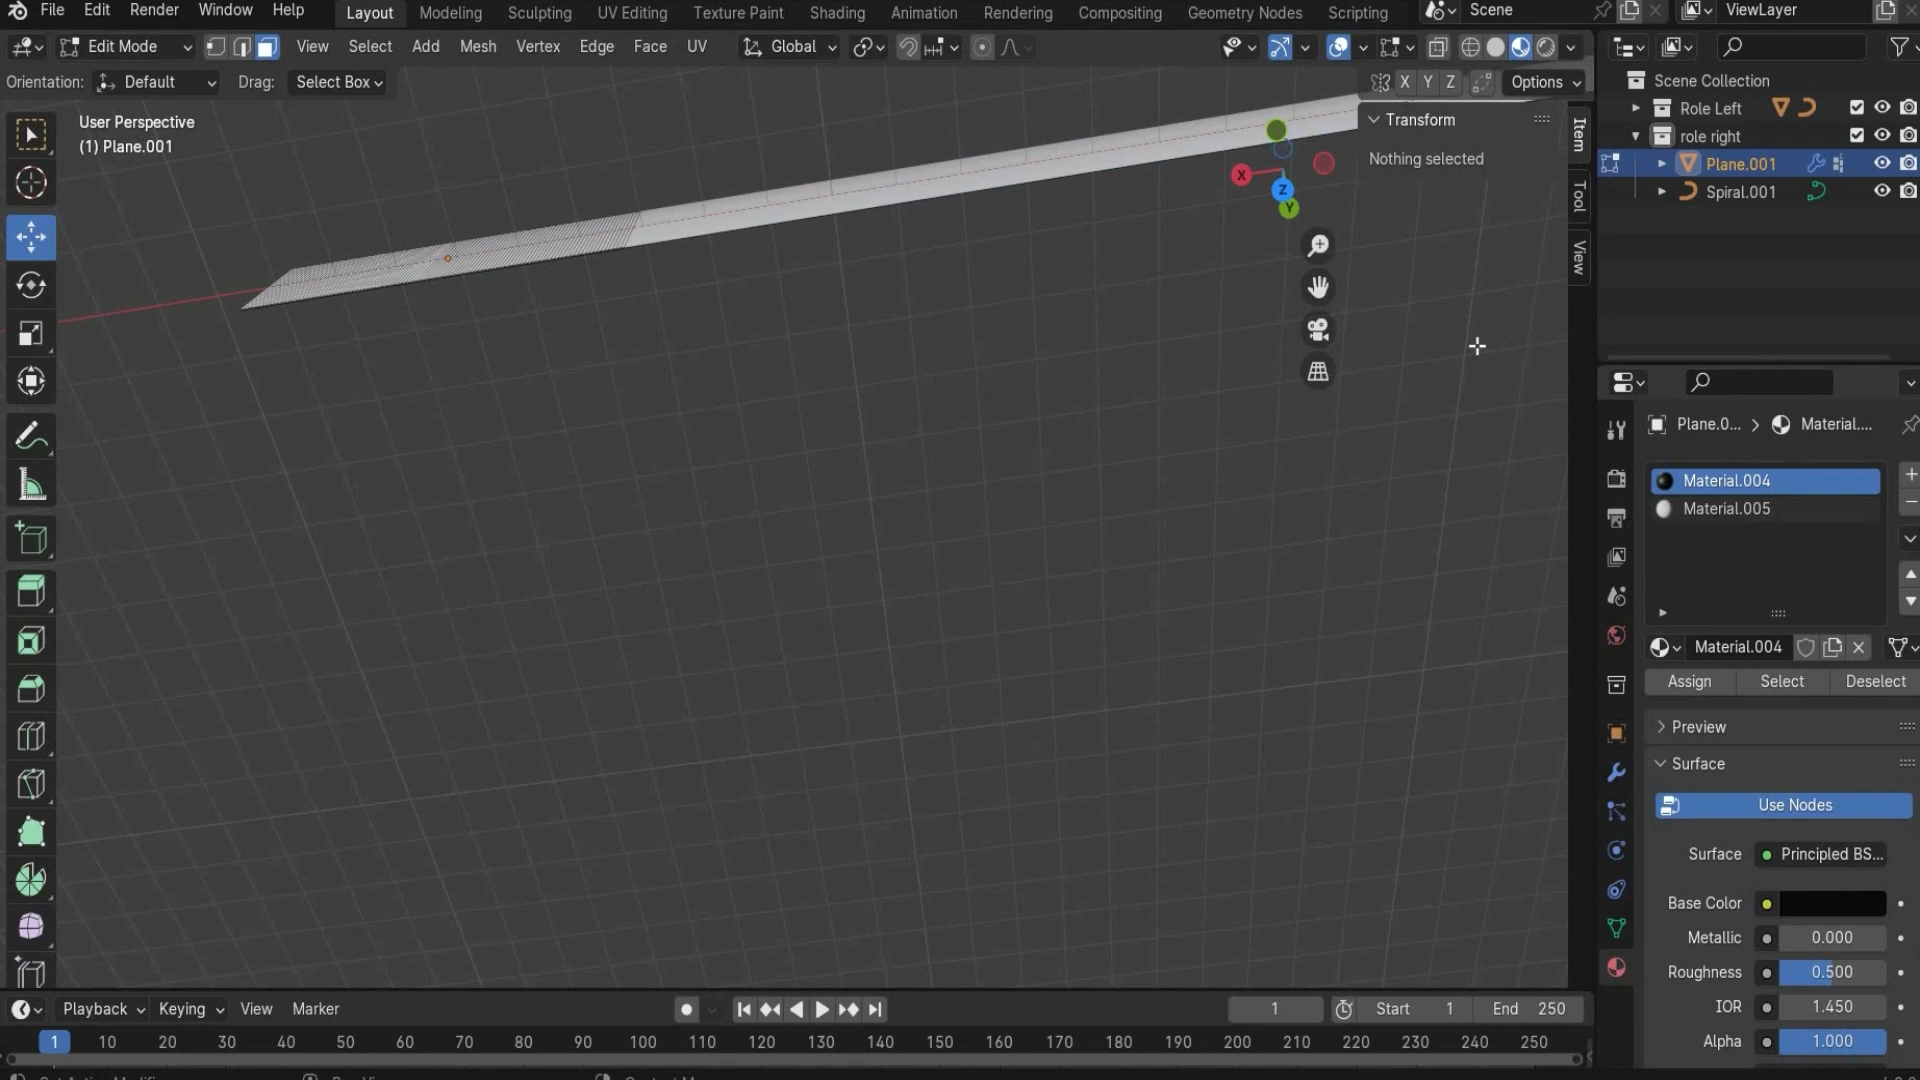 File Edit Render Window Help Layout Modeling Sculpting UV Editing Texture Paint Shading Animation Rendering Compositing Geometry Nodes Scripting Scene ViewLayer
Edit Mode View Select Add Mesh Vertex Edge Face UV Global
Orientation: Default Drag: Select Box X Y Z Options
User Perspective
(1) Plane.001
Transform
Nothing selected
Item
Tool
View
X
Z
Y
Scene Collection
Role Left
role right
Plane.001
Spiral.001
Plane.0... Material....
Material.004
Material.005
Material.004
Assign Select Deselect
Preview
Surface
Use Nodes
Surface Principled BS...
Base Color
Metallic 0.000
Roughness 0.500
IOR 1.450
Alpha 1.000
Playback Keying View Marker 1 Start 1 End 250
1 10 20 30 40 50 60 70 80 90 100 110 120 130 140 150 160 170 180 190 200 210 220 230 240 250